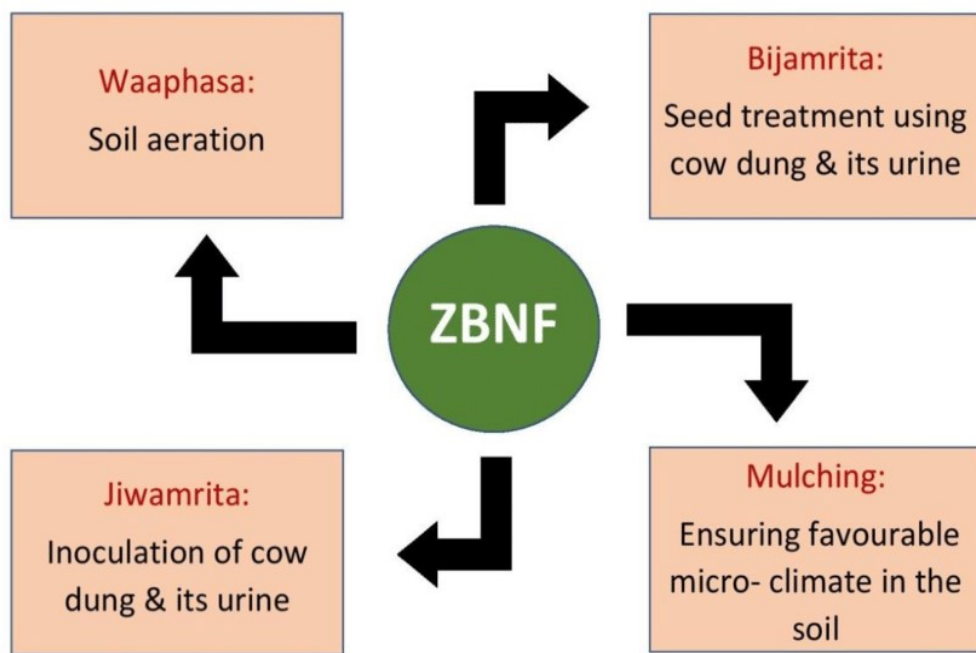 Waaphasa:
Soil aeration
Bijamrita:
Seed treatment using
cow dung & its urine
ZBNF
Jiwamrita:
Inoculation of cow
dung & its urine
Mulching:
Ensuring favourable
micro- climate in the
soil